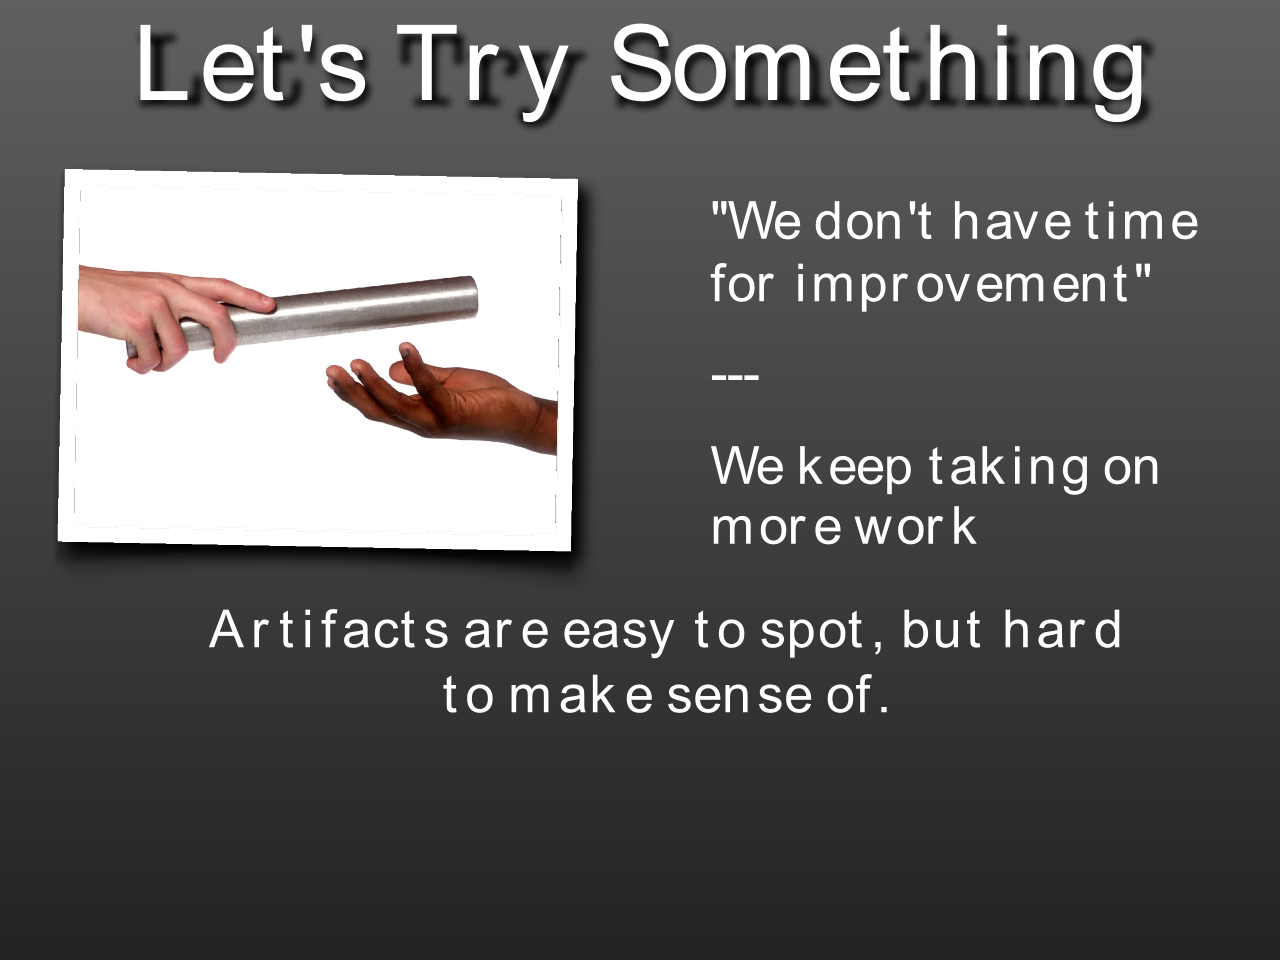 Let's Try Something
"We don't have time
for improvement"
---
We keep taking on
more work
Artifacts are easy to spot, but hard
to make sense of.